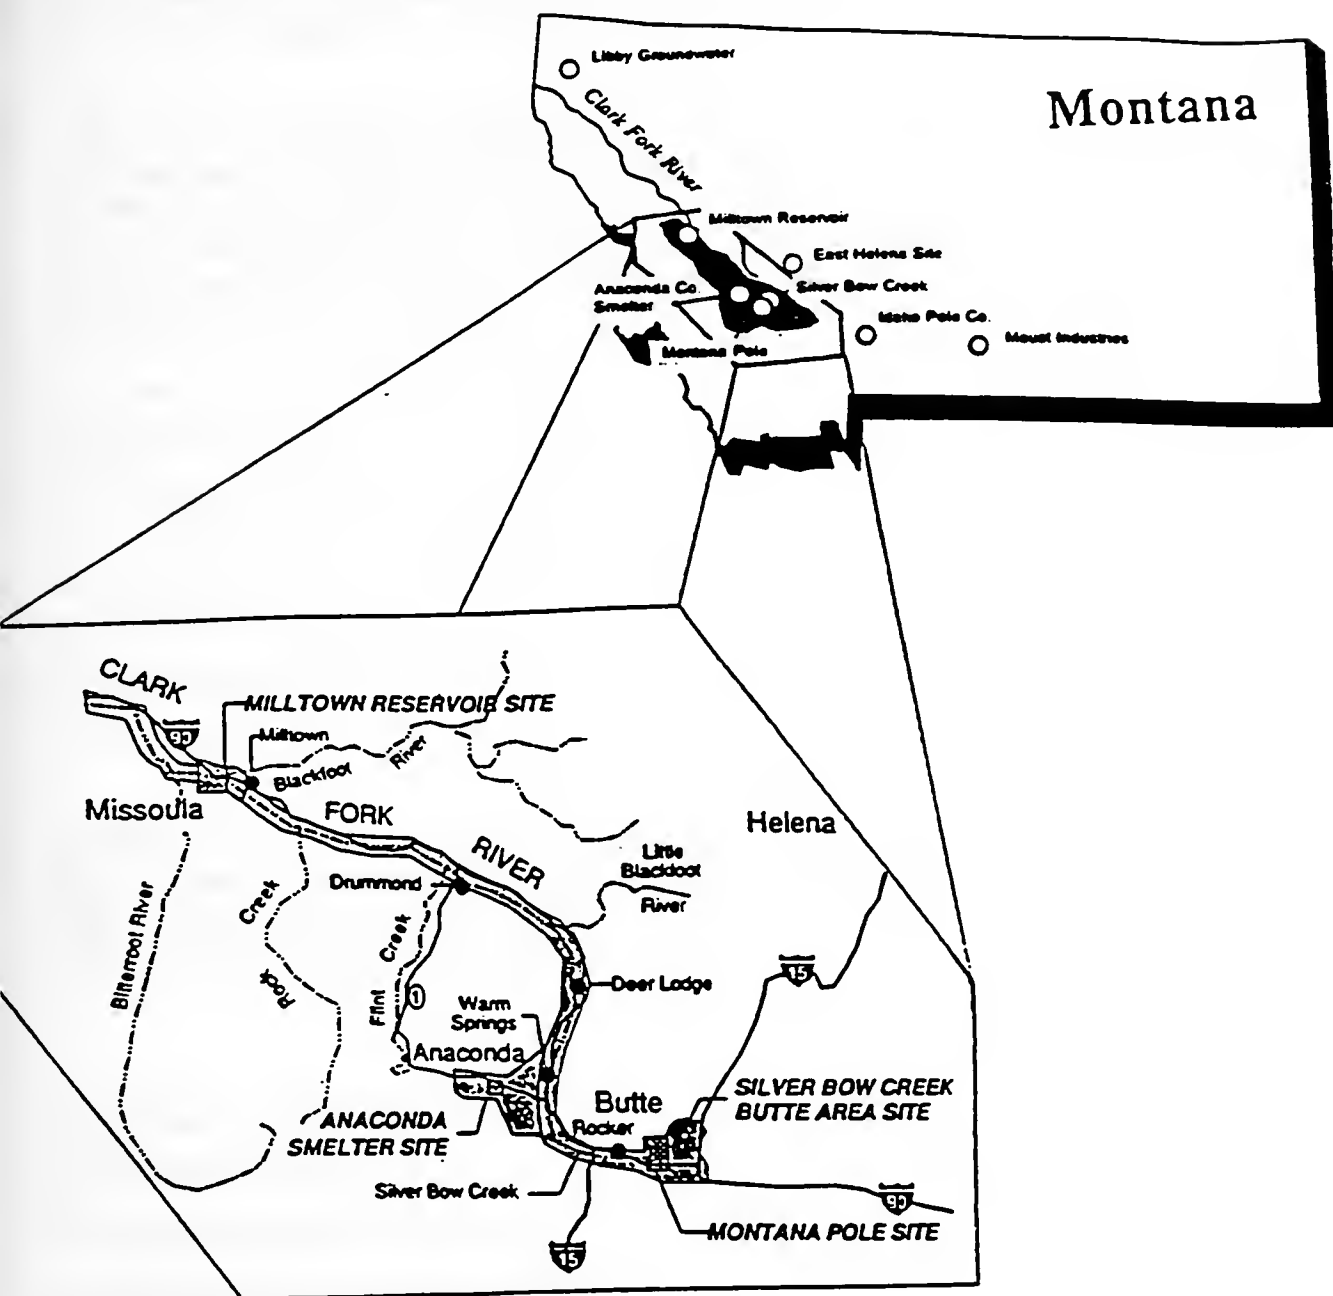 Libby Groundwater
Montana
Clark Fork River
Milltown Reservoir
East Helena Site
Anaconda Co.
Smelter
Silver Bow Creek
Idaho Pole Co.
Mouat Industries
Montana Pole
CLARK
MILLTOWN RESERVOIR SITE
Milltown
Blackfoot
River
Missoula
FORK
RIVER
Helena
Little
Blackfoot
River
Drummond
Bitterroot River
Creek
Rock
Creek
Flint
1
15
Deer Lodge
Warm
Springs
Anaconda
Butte
Rocker
SILVER BOW CREEK
BUTTE AREA SITE
ANACONDA
SMELTER SITE
Silver Bow Creek
MONTANA POLE SITE
15